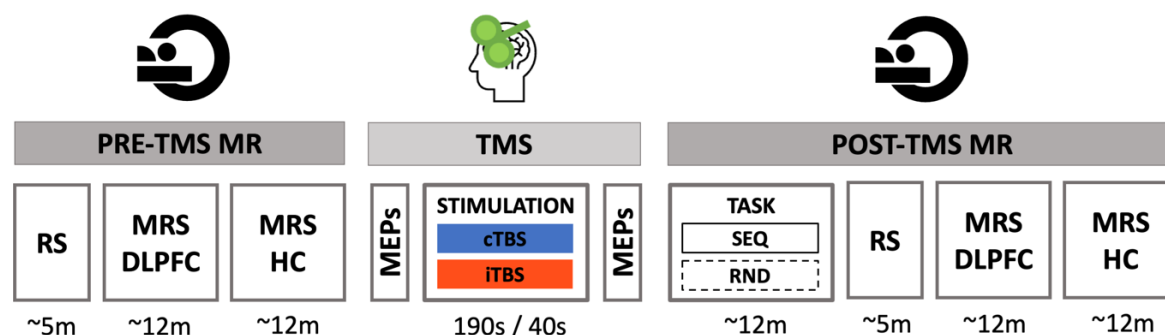 PRE-TMS MR
TMS
POST-TMS MR
RS
MRS
DLPFC
MRS
HC
MEPs
STIMULATION
cTBS
iTBS
MEPs
TASK
SEQ
RND
RS
MRS
DLPFC
MRS
HC
~5m
~12m
~12m
190s / 40s
~12m
~5m
~12m
~12m